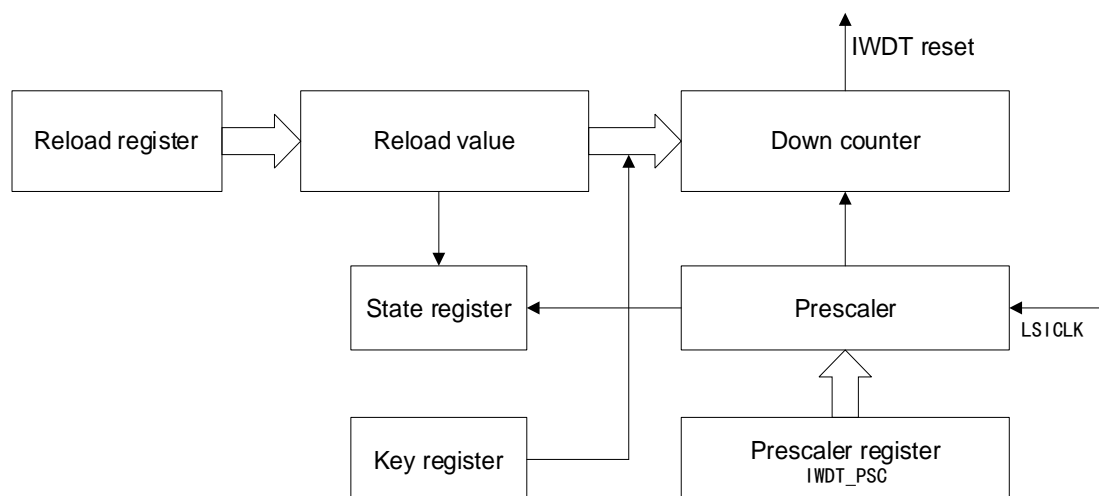 IWDT reset
Reload register
Reload value
Down counter
State register
Prescaler
LSICLK
Key register
Prescaler register
IWDT_PSC